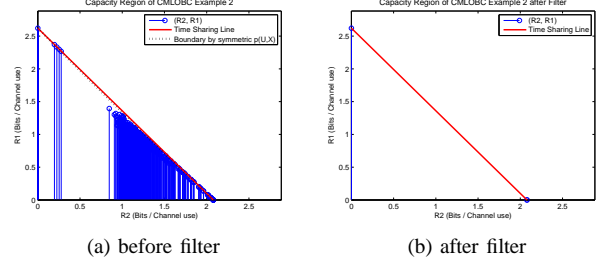 Capacity Region of CMLOBC Example 2
(R2, R1)
Time Sharing Line
Boundary by symmetric p(U,X)
R1 (Bits / Channel use)
2.5
2
1.5
1
0.5
0
0 0.5 1 1.5 2 2.5
R2 (Bits / Channel use)
(a) before filter
Capacity Region of CMLOBC Example 2 after Filter
(R2, R1)
Time Sharing Line
R1 (Bits / Channel use)
2.5
2
1.5
1
0.5
0
0 0.5 1 1.5 2 2.5
R2 (Bits / Channel use)
(b) after filter